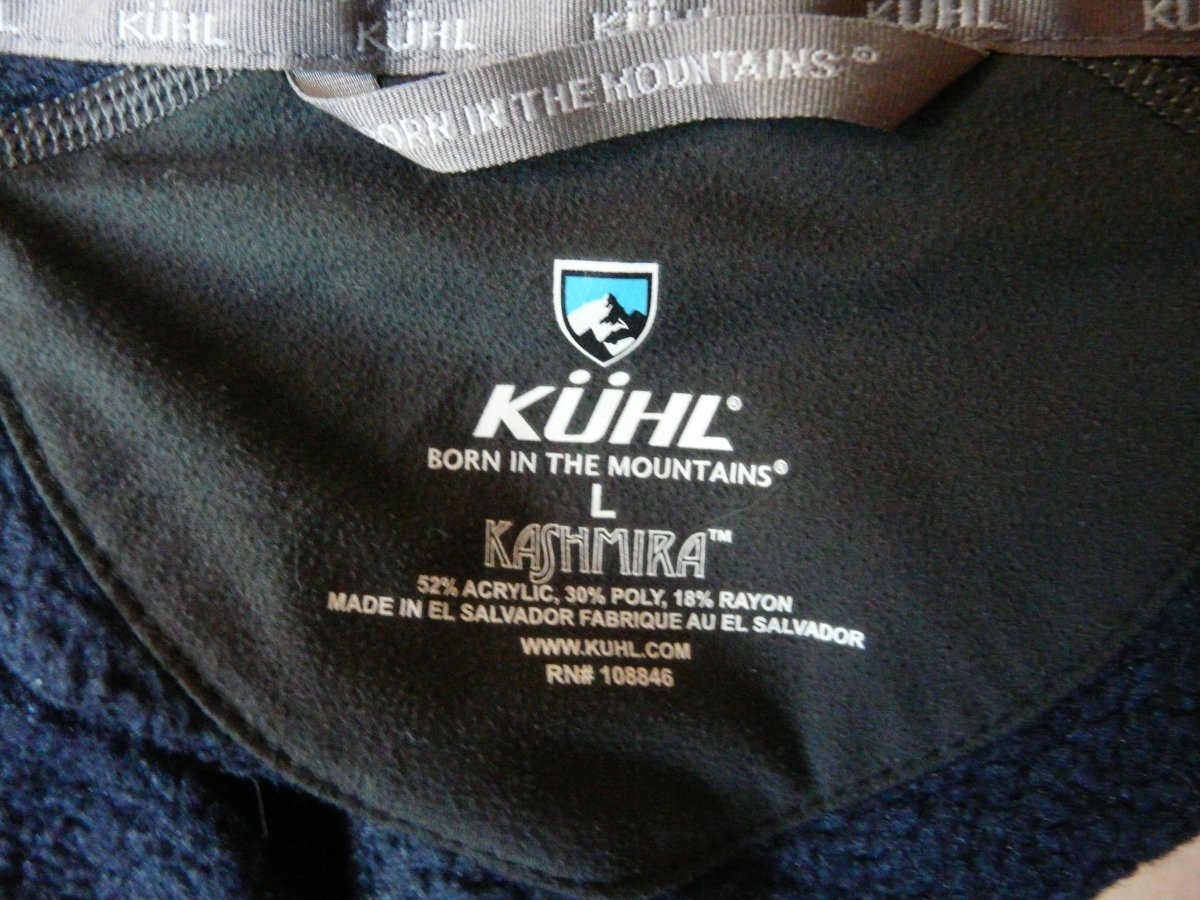 KÜHL KÜHL KÜHL KÜHL
BORN IN THE MOUNTAINS®
KÜHL®
BORN IN THE MOUNTAINS®
L
KASHMIRA™
52% ACRYLIC, 30% POLY, 18% RAYON
MADE IN EL SALVADOR FABRIQUE AU EL SALVADOR
WWW.KUHL.COM
RN# 108846